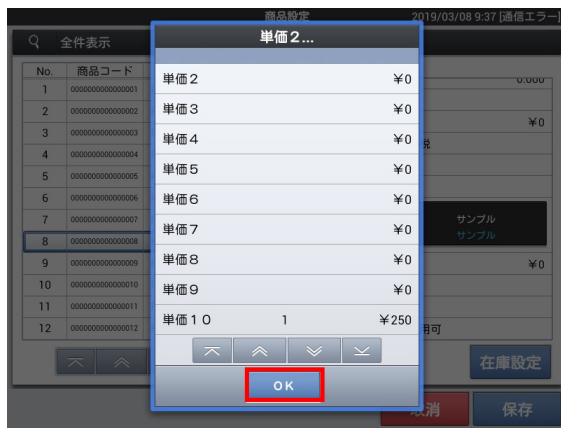 商品設定 2019/03/08 9:37 [通信エラー]
全件表示
単価2...
No. 商品コード
1 0000000000000001
2 0000000000000002
3 0000000000000003
4 0000000000000004
5 0000000000000005
6 0000000000000006
7 0000000000000007
8 0000000000000008
9 0000000000000009
10 0000000000000010
11 0000000000000011
12 0000000000000012
単価2 ¥0
単価3 ¥0
単価4 ¥0
単価5 ¥0
単価6 ¥0
単価7 ¥0
単価8 ¥0
単価9 ¥0
単価10 1 ¥250
OK
0.000
¥0
税
サンプル
サンプル
¥0
用可
在庫設定
取消 保存